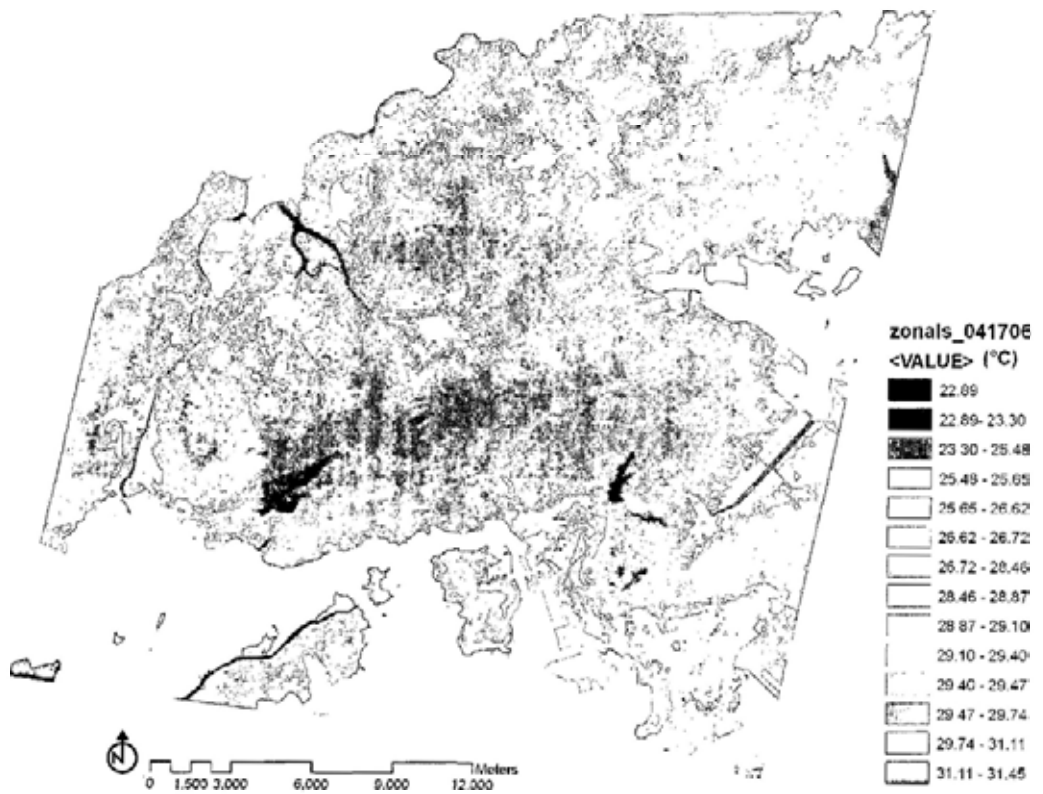 zonals_041706
<VALUE> (°C)
22.89
22.89-23.30
23.30-25.48
25.48-25.65
25.65-26.62
26.62-26.72
26.72-28.46
28.46-28.87
28.87-29.10
29.10-29.40
29.40-29.47
29.47-29.74
29.74-31.11
31.11-31.45
N
Meters
0 1,500 3,000 6,000 9,000 12,000